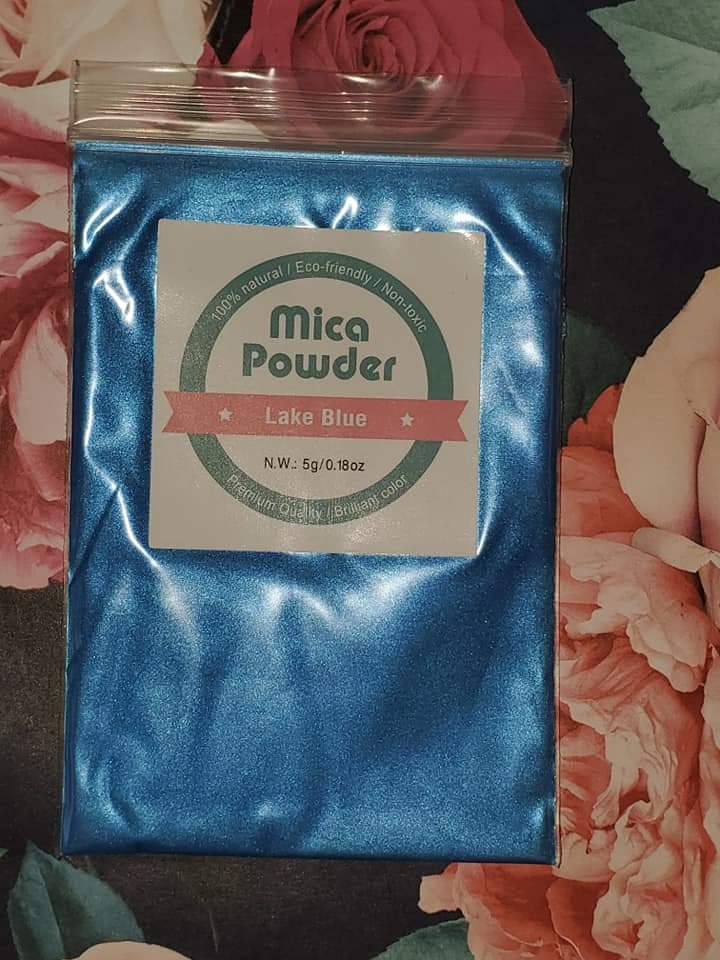 100% natural / Eco-friendly / Non-toxic
Mica
Powder
Lake Blue
N.W.: 5g/0.18oz
Premium Quality / Brilliant color